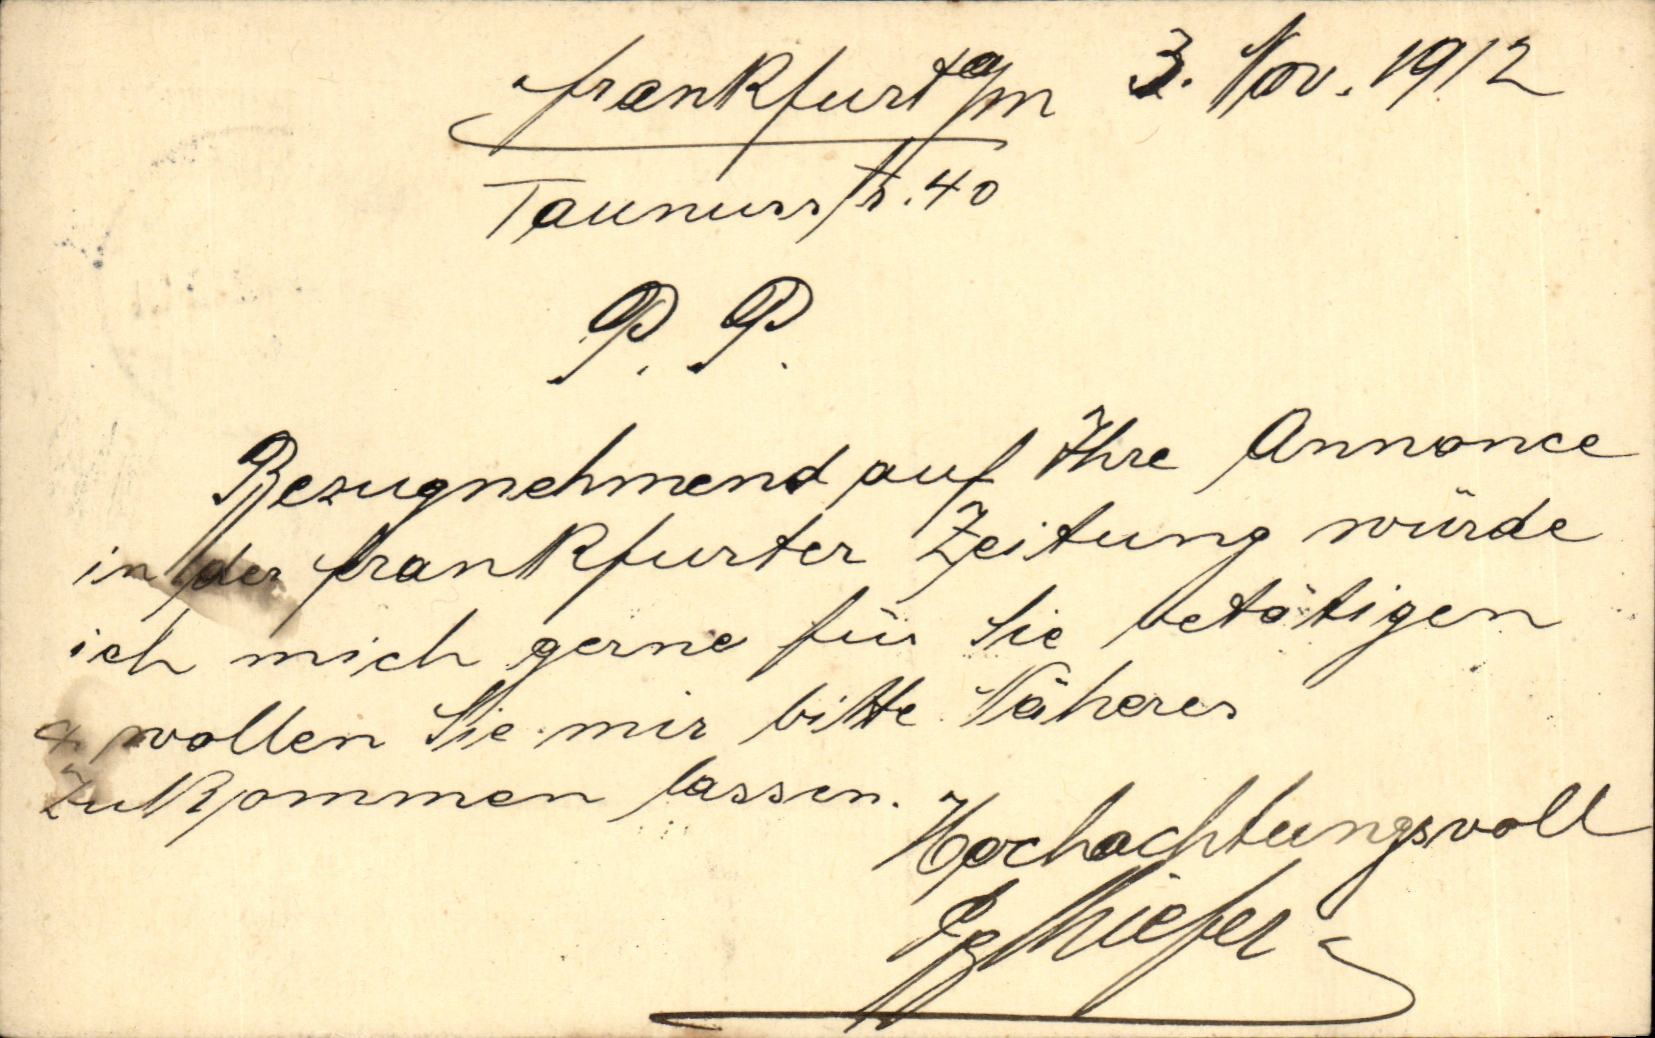 Frankfurt a/m 3. Nov. 1912
Taunusstr. 40
P. P.
Bezugnehmend auf Ihre Annonce
in der Frankfurter Zeitung würde
ich mich gerne für Sie betätigen
& wollen Sie mir bitte Näheres
zukommen lassen.
Hochachtungsvoll